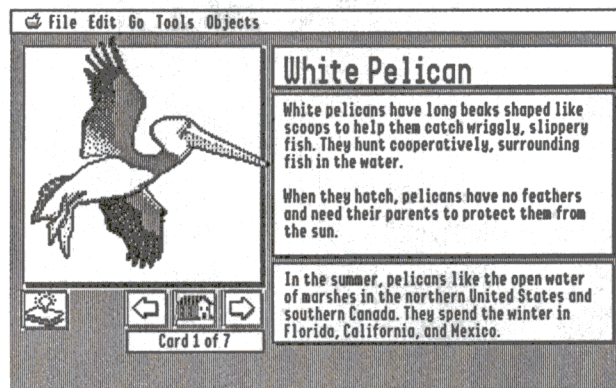 File Edit Go Tools Objects
White Pelican
White pelicans have long beaks shaped like
scoops to help them catch wriggly, slippery
fish. They hunt cooperatively, surrounding
fish in the water.
When they hatch, pelicans have no feathers
and need their parents to protect them from
the sun.
In the summer, pelicans like the open water
of marshes in the northern United States and
southern Canada. They spend the winter in
Florida, California, and Mexico.
Card 1 of 7